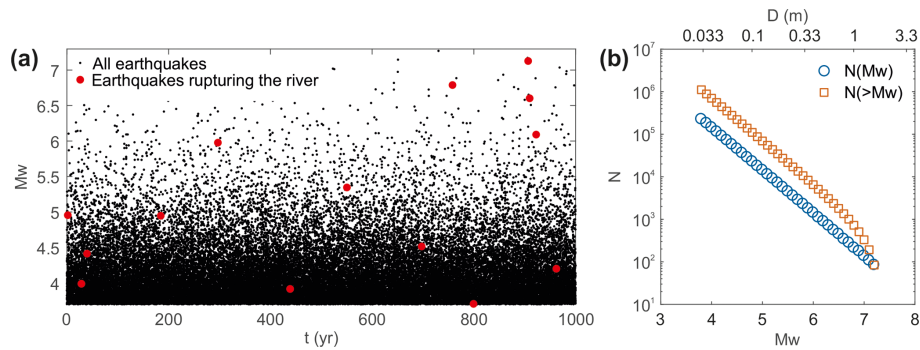 (a)
All earthquakes
Earthquakes rupturing the river
7
6.5
6
5.5
5
4.5
4
Mw
0 200 400 600 800 1000
t (yr)
(b)
D (m)
0.033 0.1 0.33 1 3.3
N(Mw)
N(>Mw)
10^7
10^6
10^5
10^4
10^3
10^2
10^1
N
3 4 5 6 7 8
Mw